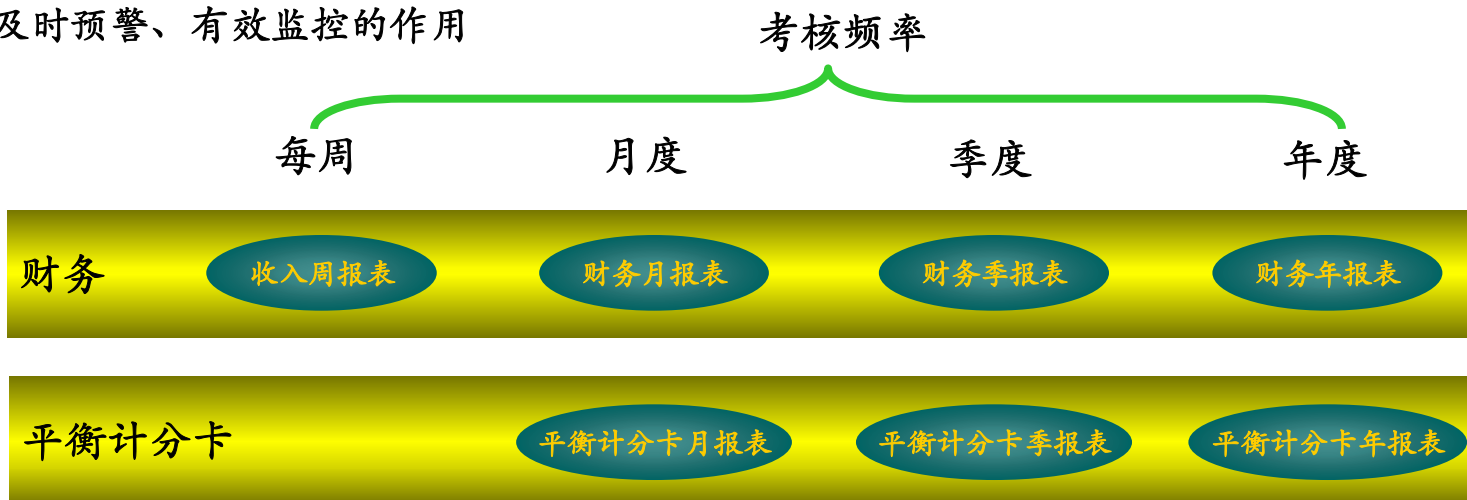 及时预警、有效监控的作用
考核频率
每周 月度 季度 年度
财务 收入周报表 财务月报表 财务季报表 财务年报表
平衡计分卡 平衡计分卡月报表 平衡计分卡季报表 平衡计分卡年报表